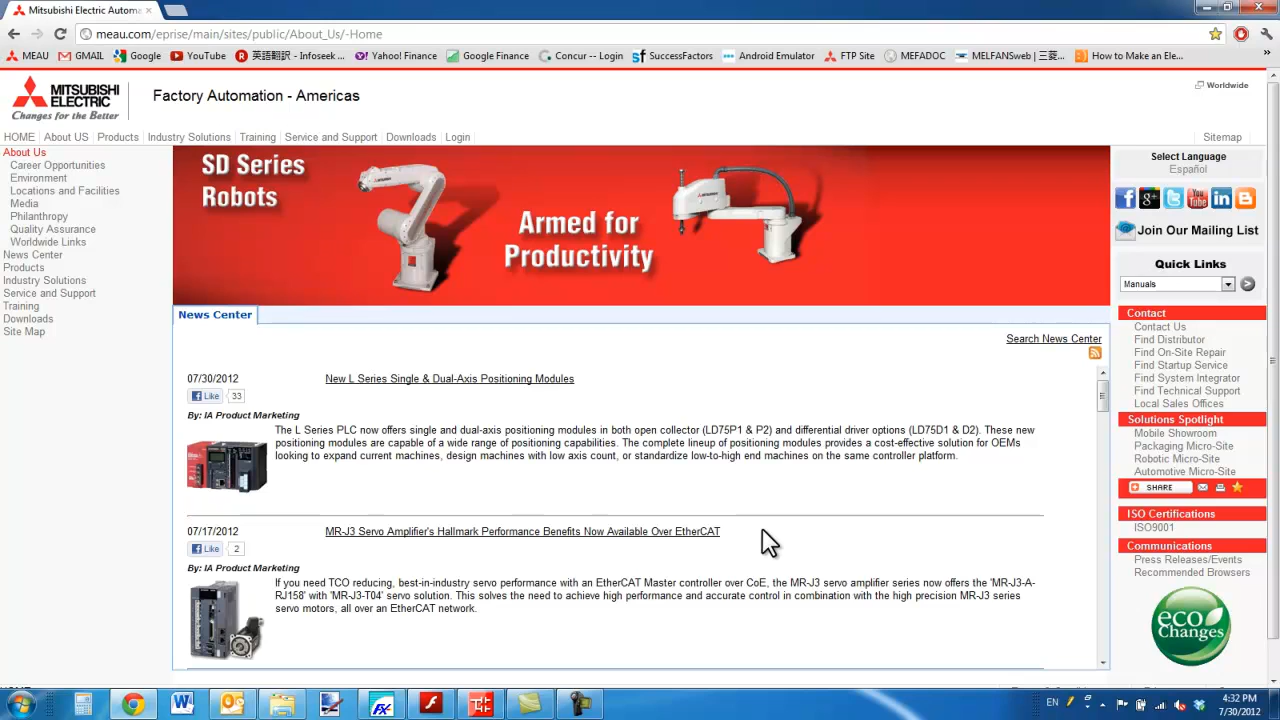 Mitsubishi Electric Automa
meau.com/eprise/main/sites/public/About_Us/-Home
MEAU GMAIL Google YouTube 英語翻訳 - Infoseek ... Yahoo! Finance Google Finance Concur -- Login SuccessFactors Android Emulator FTP Site MEFADOC MELFANSweb | 三菱... How to Make an Ele...
MITSUBISHI ELECTRIC
Changes for the Better
Factory Automation - Americas
Worldwide
HOME About US Products Industry Solutions Training Service and Support Downloads Login Sitemap
About Us
Career Opportunities
Environment
Locations and Facilities
Media
Philanthropy
Quality Assurance
Worldwide Links
News Center
Products
Industry Solutions
Service and Support
Training
Downloads
Site Map
SD Series
Robots
Armed for
Productivity
News Center
Search News Center
07/30/2012 New L Series Single & Dual-Axis Positioning Modules
Like 33
By: IA Product Marketing
The L Series PLC now offers single and dual-axis positioning modules in both open collector (LD75P1 & P2) and differential driver options (LD75D1 & D2). These new
positioning modules are capable of a wide range of positioning capabilities. The complete lineup of positioning modules provides a cost-effective solution for OEMs
looking to expand current machines, design machines with low axis count, or standardize low-to-high end machines on the same controller platform.
07/17/2012 MR-J3 Servo Amplifier's Hallmark Performance Benefits Now Available Over EtherCAT
Like 2
By: IA Product Marketing
If you need TCO reducing, best-in-industry servo performance with an EtherCAT Master controller over CoE, the MR-J3 servo amplifier series now offers the 'MR-J3-A-
RJ158' with 'MR-J3-T04' servo solution. This solves the need to achieve high performance and accurate control in combination with the high precision MR-J3 series
servo motors, all over an EtherCAT network.
Select Language
Español
Join Our Mailing List
Quick Links
Manuals
Contact
Contact Us
Find Distributor
Find On-Site Repair
Find Startup Service
Find System Integrator
Find Technical Support
Local Sales Offices
Solutions Spotlight
Mobile Showroom
Packaging Micro-Site
Robotic Micro-Site
Automotive Micro-Site
SHARE
ISO Certifications
ISO9001
Communications
Press Releases/Events
Recommended Browsers
eco
Changes
EN 4:32 PM
7/30/2012